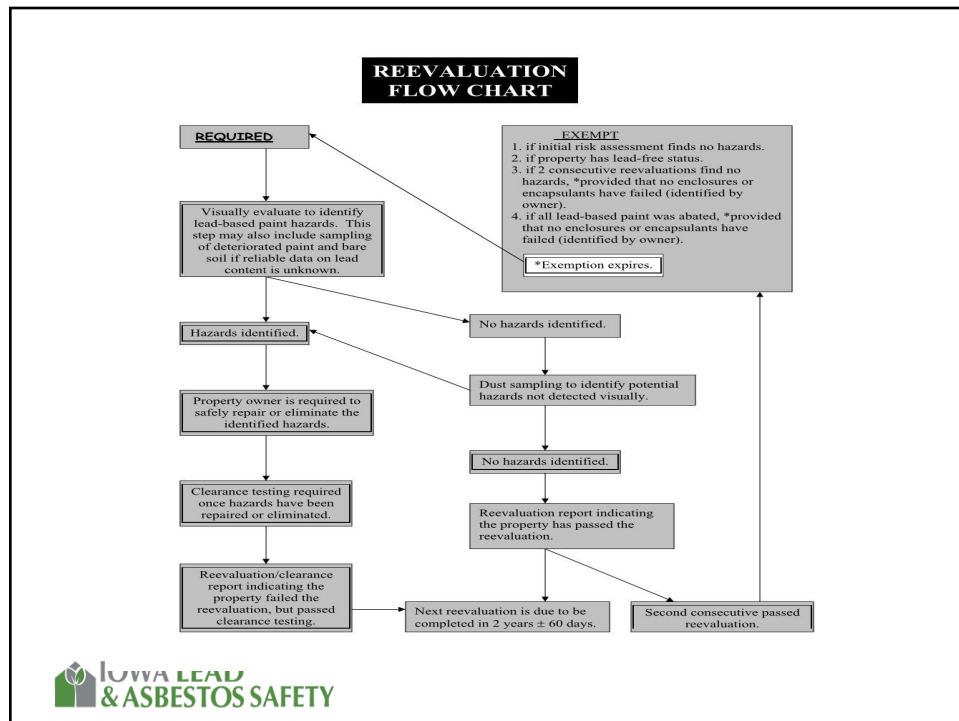 REEVALUATION
FLOW CHART
REQUIRED
EXEMPT
1. if initial risk assessment finds no hazards.
2. if property has lead-free status.
3. if 2 consecutive reevaluations find no
hazards, *provided that no enclosures or
encapsulants have failed (identified by
owner).
4. if all lead-based paint was abated, *provided
that no enclosures or encapsulants have
failed (identified by owner).
*Exemption expires.
Visually evaluate to identify
lead-based paint hazards. This
step may also include sampling
of deteriorated paint and bare
soil if reliable data on lead
content is unknown.
Hazards identified.
No hazards identified.
Property owner is required to
safely repair or eliminate the
identified hazards.
Dust sampling to identify potential
hazards not detected visually.
No hazards identified.
Clearance testing required
once hazards have been
repaired or eliminated.
Reevaluation report indicating
the property has passed the
reevaluation.
Reevaluation/clearance
report indicating the
property failed the
reevaluation, but passed
clearance testing.
Next reevaluation is due to be
completed in 2 years ± 60 days.
Second consecutive passed
reevaluation.
IOWA LEAD
& ASBESTOS SAFETY